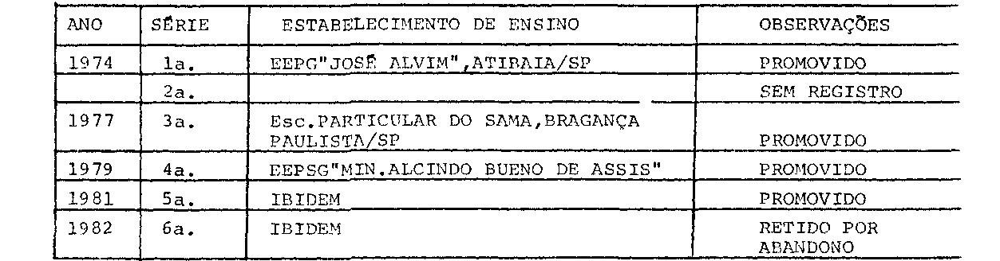 ANO SÉRIE ESTABELECIMENTO DE ENSINO OBSERVAÇÕES
1974 1a. EEPG"JOSÉ ALVIM",ATIBAIA/SP PROMOVIDO
2a. SEM REGISTRO
1977 3a. Esc.PARTICULAR DO SAMA,BRAGANÇA
PAULISTA/SP PROMOVIDO
1979 4a. EEPSG"MIN.ALCINDO BUENO DE ASSIS" PROMOVIDO
1981 5a. IBIDEM PROMOVIDO
1982 6a. IBIDEM RETIDO POR
ABANDONO